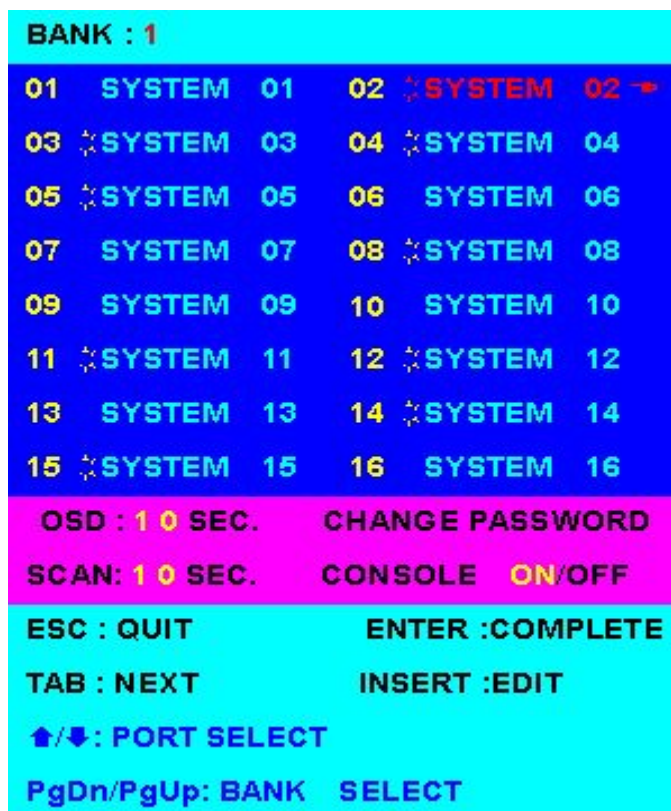 BANK : 1
01 SYSTEM 01 02 SYSTEM 02
03 SYSTEM 03 04 SYSTEM 04
05 SYSTEM 05 06 SYSTEM 06
07 SYSTEM 07 08 SYSTEM 08
09 SYSTEM 09 10 SYSTEM 10
11 SYSTEM 11 12 SYSTEM 12
13 SYSTEM 13 14 SYSTEM 14
15 SYSTEM 15 16 SYSTEM 16
OSD : 1 0 SEC. CHANGE PASSWORD
SCAN: 1 0 SEC. CONSOLE ON/OFF
ESC : QUIT ENTER :COMPLETE
TAB : NEXT INSERT :EDIT
⬆/⬇: PORT SELECT
PgDn/PgUp: BANK SELECT